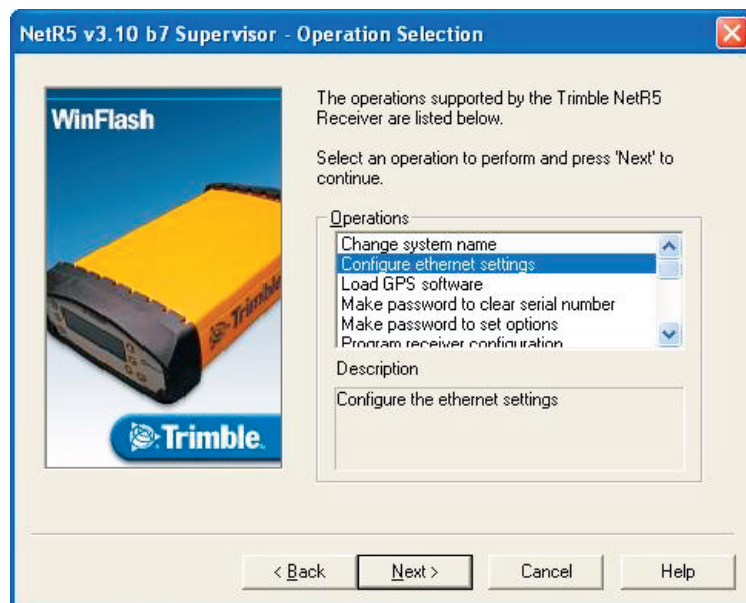 NetR5 v3.10 b7 Supervisor - Operation Selection
WinFlash
Trimble
Trimble.
The operations supported by the Trimble NetR5
Receiver are listed below.
Select an operation to perform and press 'Next' to
continue.
Operations
Change system name
Configure ethernet settings
Load GPS software
Make password to clear serial number
Make password to set options
Program receiver configuration
Description
Configure the ethernet settings
< Back
Next >
Cancel
Help